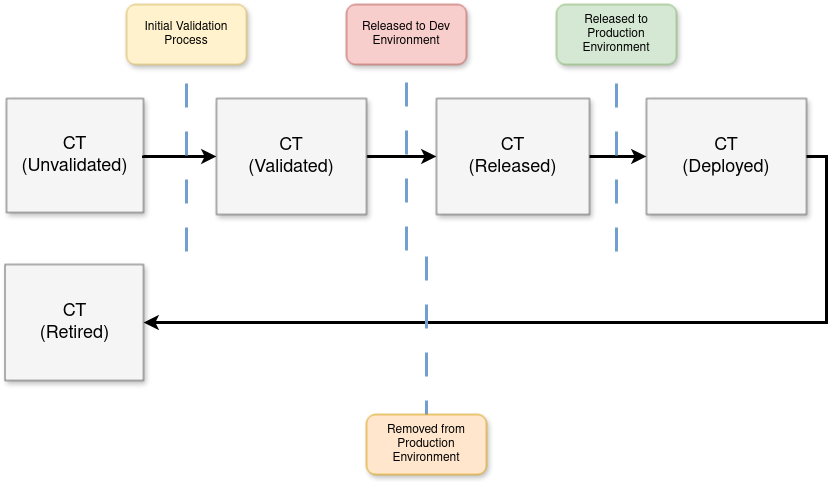 Initial Validation
Process
Released to Dev
Environment
Released to
Production
Environment
CT
(Unvalidated)
CT
(Validated)
CT
(Released)
CT
(Deployed)
CT
(Retired)
Removed from
Production
Environment